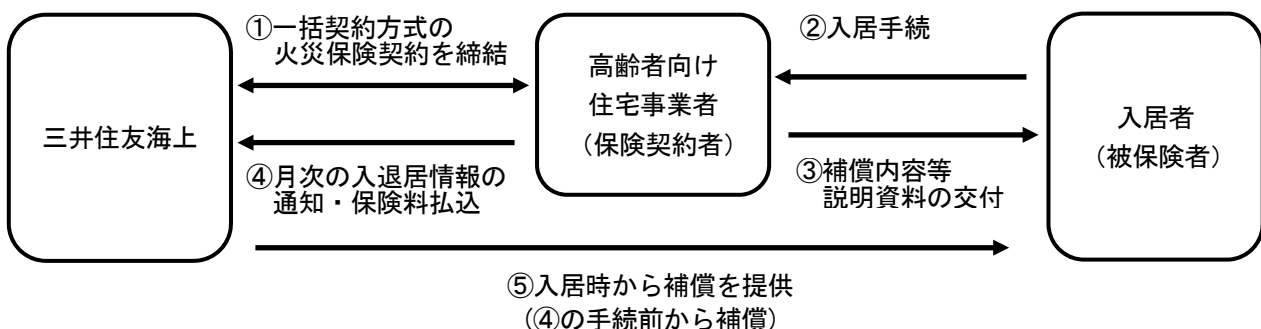 ①一括契約方式の
火災保険契約を締結
②入居手続
高齢者向け
住宅事業者
（保険契約者）
三井住友海上
入居者
（被保険者）
④月次の入退居情報の
通知・保険料払込
③補償内容等
説明資料の交付
⑤入居時から補償を提供
（④の手続前から補償）